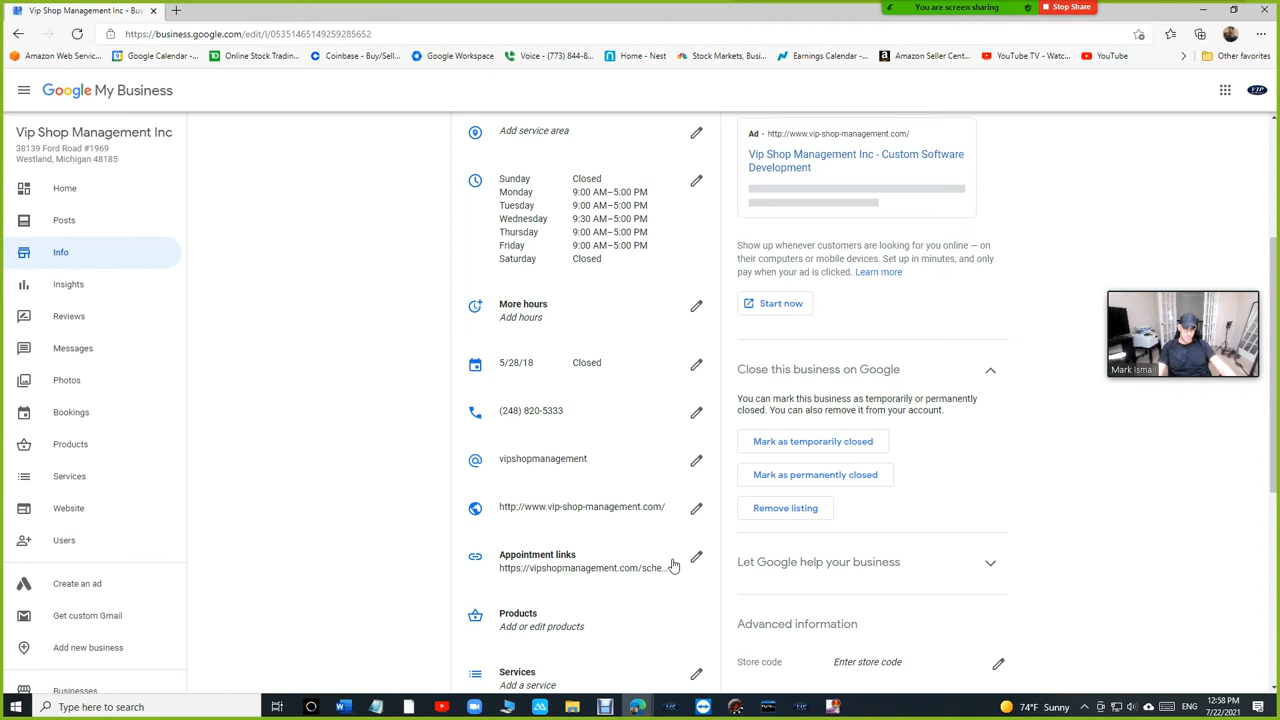 Vip Shop Management Inc - Bus
You are screen sharing
Stop Share
https://business.google.com/edit/l/05351465149259285652
Amazon Web Servic...
Google Calendar -...
Online Stock Tradin...
Coinbase - Buy/Sell...
Google Workspace
Voice - (773) 844-8...
Home - Nest
Stock Markets, Busi...
Earnings Calendar -...
Amazon Seller Cent...
YouTube TV - Watc...
YouTube
Other favorites
Google My Business
VIP
Vip Shop Management Inc
38139 Ford Road #1969
Westland, Michigan 48185
Home
Posts
Info
Insights
Reviews
Messages
Photos
Bookings
Products
Services
Website
Users
Create an ad
Get custom Gmail
Add new business
Businesses
Add service area
Sunday Closed
Monday 9:00 AM–5:00 PM
Tuesday 9:00 AM–5:00 PM
Wednesday 9:30 AM–5:00 PM
Thursday 9:00 AM–5:00 PM
Friday 9:00 AM–5:00 PM
Saturday Closed
More hours
Add hours
5/28/18 Closed
(248) 820-5333
vipshopmanagement
http://www.vip-shop-management.com/
Appointment links
https://vipshopmanagement.com/sche...
Products
Add or edit products
Services
Add a service
Ad · http://www.vip-shop-management.com/
Vip Shop Management Inc - Custom Software
Development
Show up whenever customers are looking for you online — on
their computers or mobile devices. Set up in minutes, and only
pay when your ad is clicked. Learn more
Start now
Close this business on Google
You can mark this business as temporarily or permanently
closed. You can also remove it from your account.
Mark as temporarily closed
Mark as permanently closed
Remove listing
Let Google help your business
Advanced information
Store code Enter store code
Mark Ismail
Type here to search
74°F Sunny
12:58 PM
7/22/2021